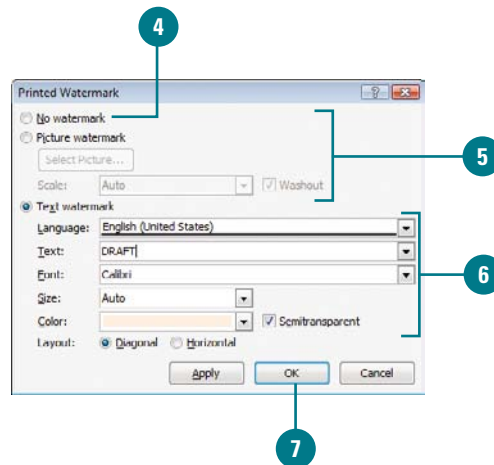 4
Printed Watermark
No watermark
Picture watermark
Select Picture...
5
Scale: Auto Washout
Text watermark
Language: English (United States)
Text: DRAFT
Font: Calibri
6
Size: Auto
Color: Semitransparent
Layout: Diagonal Horizontal
Apply OK Cancel
7